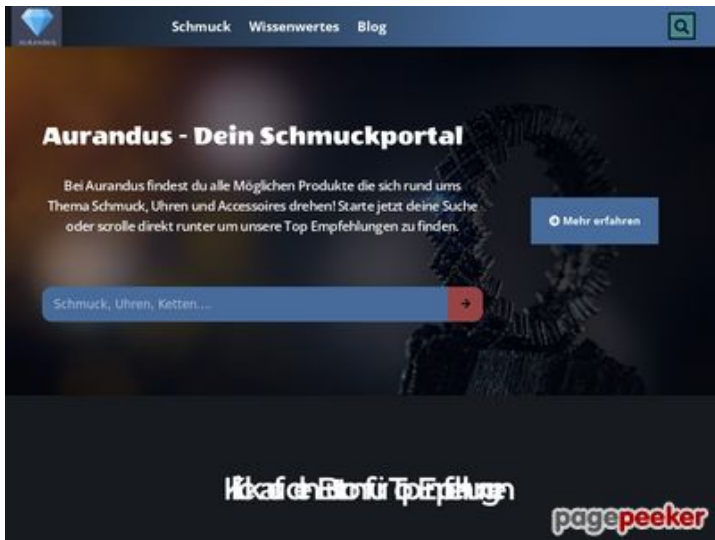 Schmuck Wissenwertes Blog
Aurandus - Dein Schmuckportal
Bei Aurandus findest du alle Möglichen Produkte die sich rund ums
Thema Schmuck, Uhren und Accessoires drehen! Starte jetzt deine Suche
oder scrolle direkt runter um unsere Top Empfehlungen zu finden.
Mehr erfahren
Schmuck, Uhren, Ketten....
pagepeeker